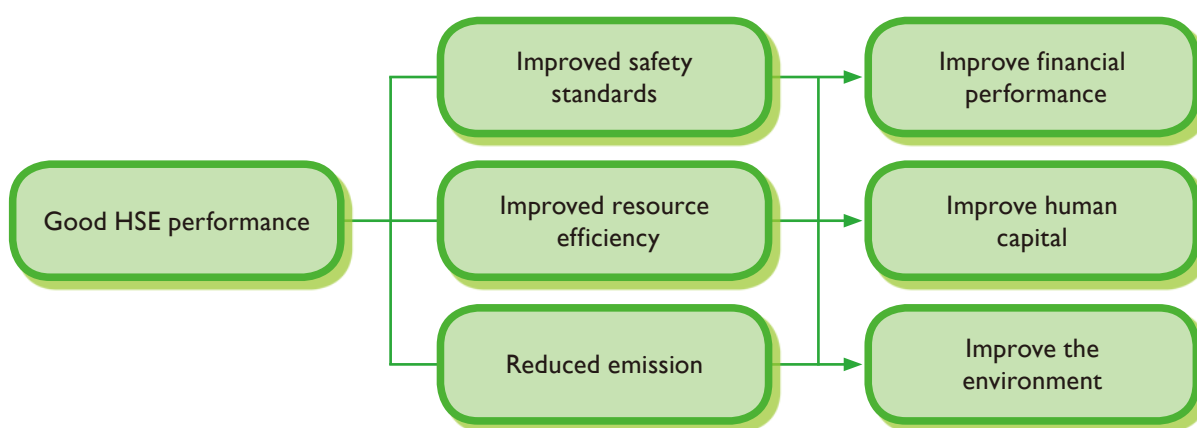 Good HSE performance
Improved safety
standards
Improved resource
efficiency
Reduced emission
Improve financial
performance
Improve human
capital
Improve the
environment